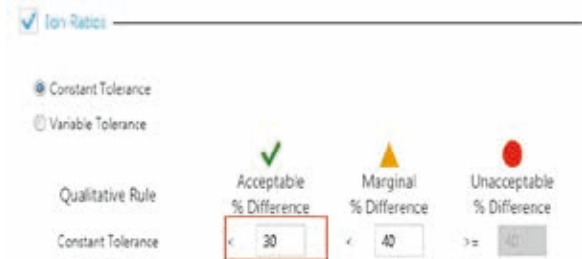 Ion Ratios
Constant Tolerance
Variable Tolerance
Qualitative Rule
Acceptable % Difference
Marginal % Difference
Unacceptable % Difference
Constant Tolerance < 30 < 40 >= 40